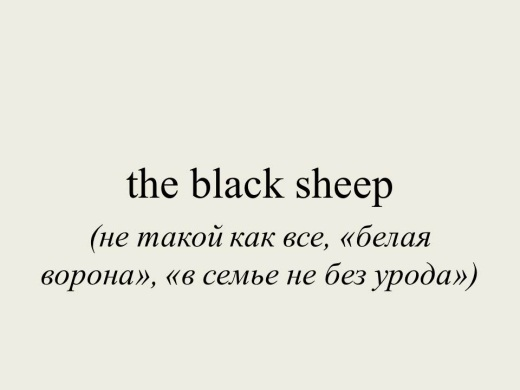 the black sheep
(не такой как все, «белая
ворона», «в семье не без урода»)